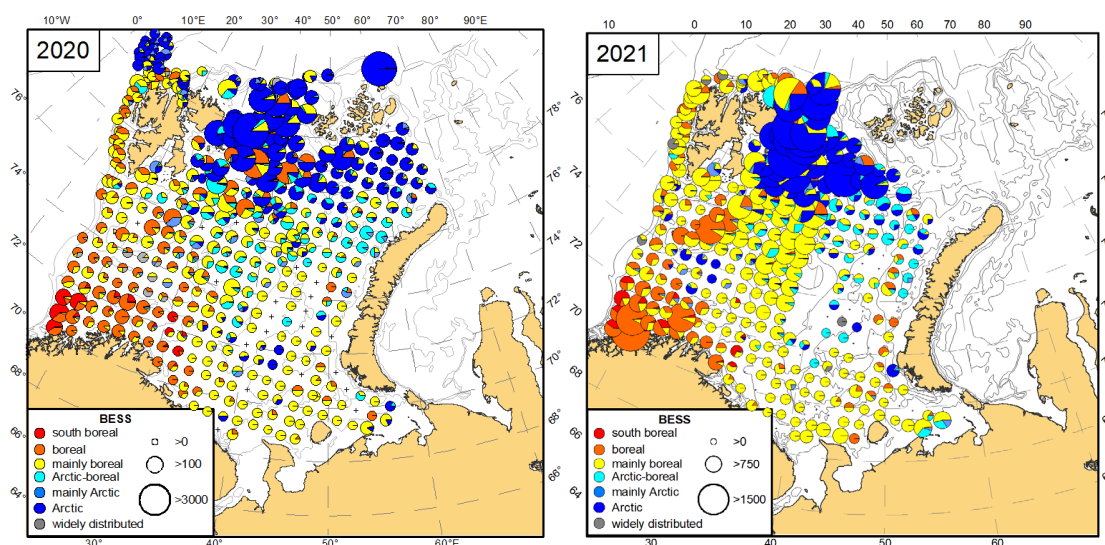 10°W 0° 10°E 20° 30°E 40° 50°E 60° 70°E 80°E 90°E
2020
76
74
72
70
68
66
64
78°
76°
74°
72°
70°
68°
66°
64°
BESS
south boreal
boreal
mainly boreal
Arctic-boreal
mainly Arctic
Arctic
widely distributed
>0
>100
>3000
30° 40°E 50° 60°E
10 0 10 20 30 40 50 60 70 80 90
2021
76
74
72
70
68
66
64
BESS
south boreal
boreal
mainly boreal
Arctic-boreal
mainly Arctic
Arctic
widely distributed
>0
>750
>1500
30 40 50 60